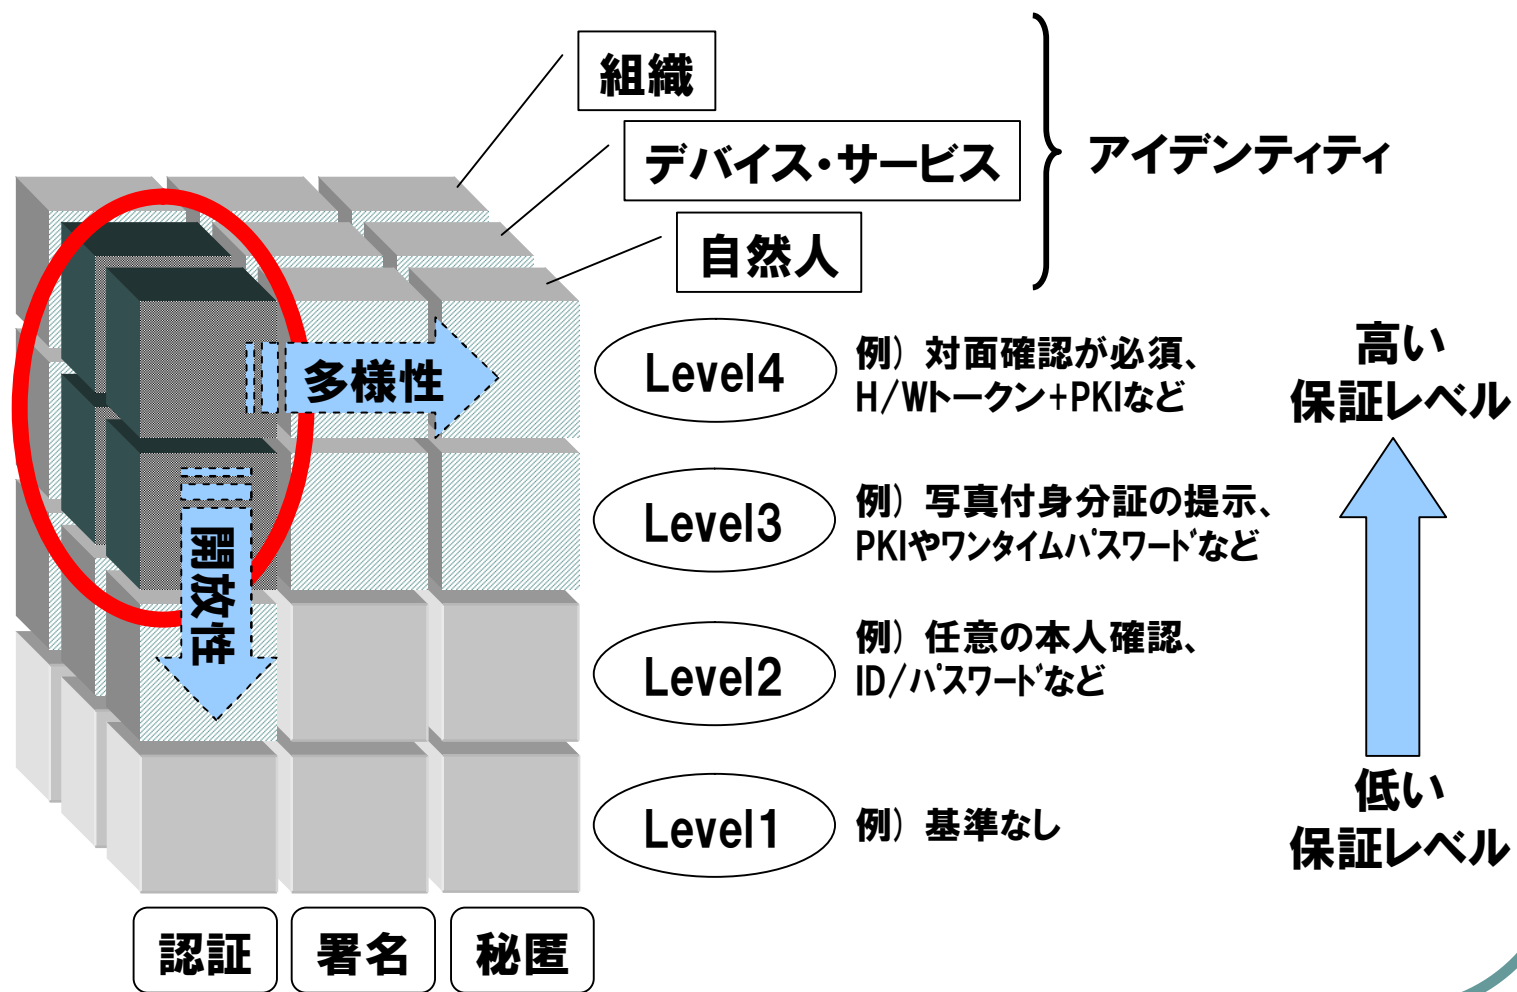 組織
デバイス・サービス
自然人
アイデンティティ
多様性
開放性
Level4
例） 対面確認が必須、
H/Wトークン+PKIなど
Level3
例） 写真付身分証の提示、
PKIやワンタイムパスワードなど
Level2
例） 任意の本人確認、
ID/パスワードなど
Level1
例） 基準なし
高い
保証レベル
低い
保証レベル
認証
署名
秘匿